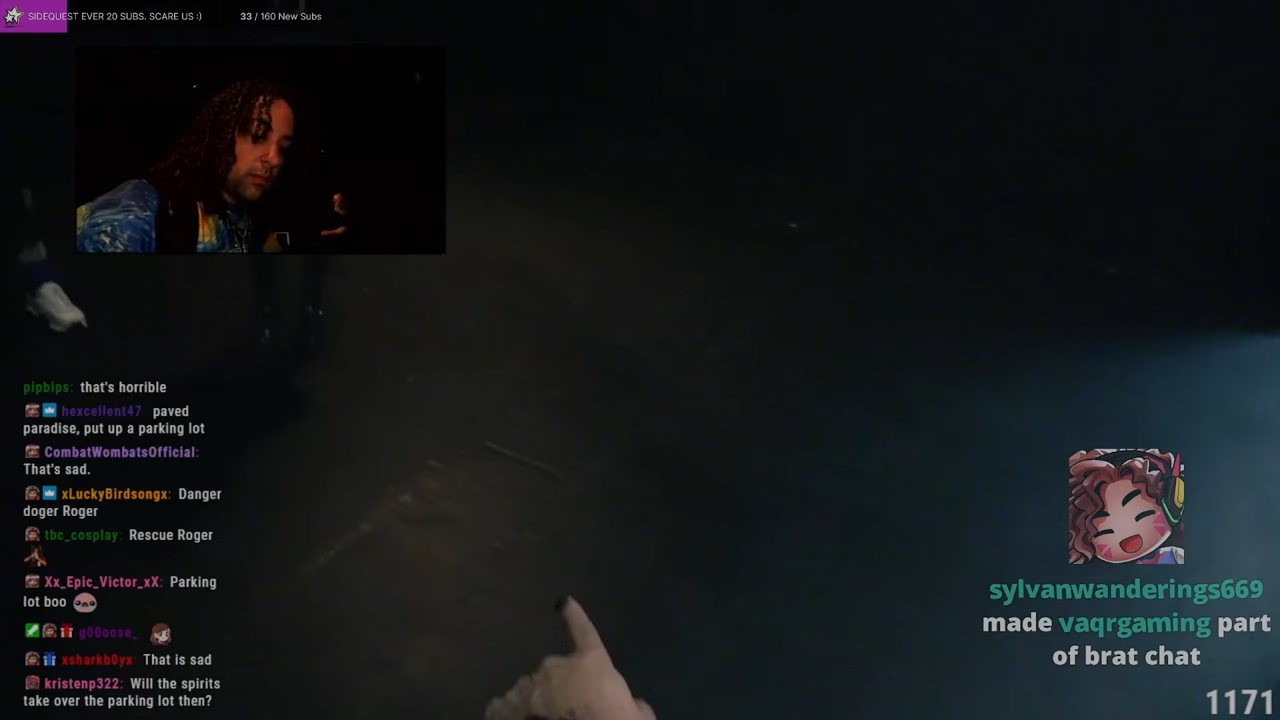 SIDEQUEST EVER 20 SUBS. SCARE US :)
33 / 160 New Subs
pipbips: that's horrible
hexcellent47 paved
paradise, put up a parking lot
CombatWombatsOfficial:
That's sad.
xLuckyBirdsongx: Danger
doger Roger
tbc_cosplay: Rescue Roger
Xx_Epic_Victor_xX: Parking
lot boo
g00oose_
xsharkb0yx That is sad
kristenp322: Will the spirits
take over the parking lot then?
sylvanwanderings669
made vaqrgaming part
of brat chat
1171